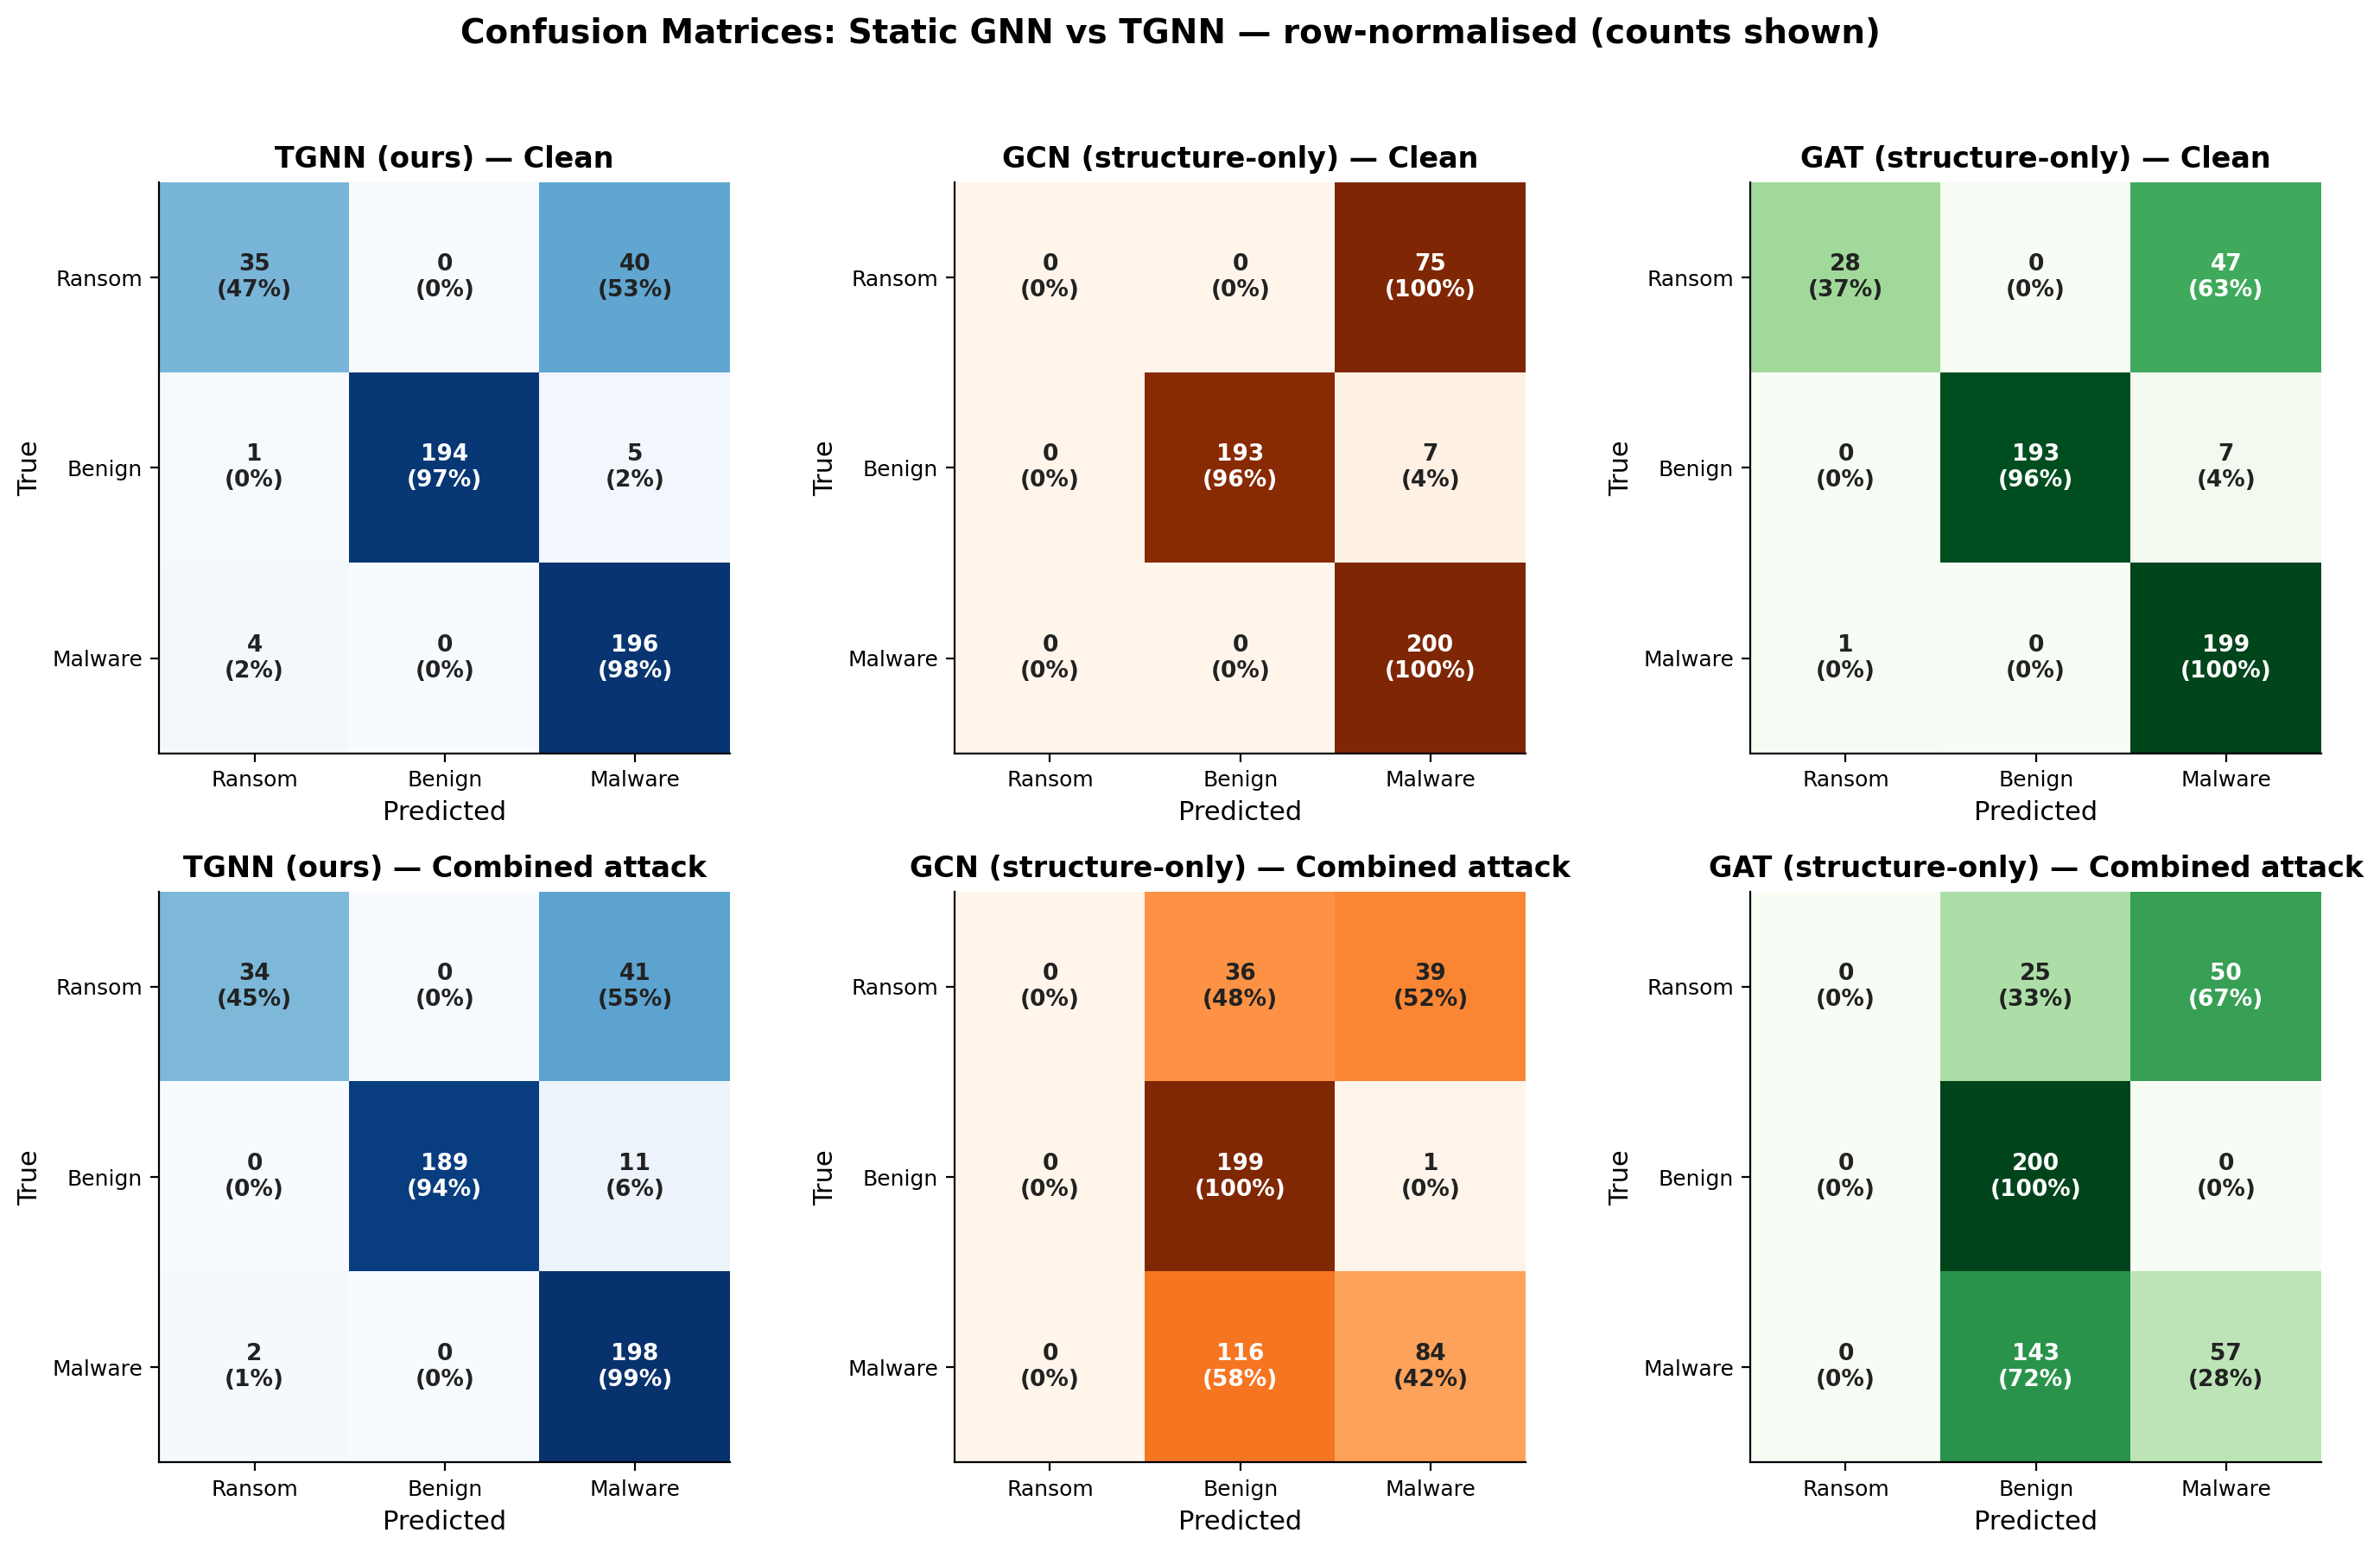 Confusion Matrices: Static GNN vs TGNN — row-normalised (counts shown)
TGNN (ours) — Clean
True
Ransom
35
(47%)
0
(0%)
40
(53%)
Benign
1
(0%)
194
(97%)
5
(2%)
Malware
4
(2%)
0
(0%)
196
(98%)
Ransom Benign Malware
Predicted
GCN (structure-only) — Clean
True
Ransom
0
(0%)
0
(0%)
75
(100%)
Benign
0
(0%)
193
(96%)
7
(4%)
Malware
0
(0%)
0
(0%)
200
(100%)
Ransom Benign Malware
Predicted
GAT (structure-only) — Clean
True
Ransom
28
(37%)
0
(0%)
47
(63%)
Benign
0
(0%)
193
(96%)
7
(4%)
Malware
1
(0%)
0
(0%)
199
(100%)
Ransom Benign Malware
Predicted
TGNN (ours) — Combined attack
True
Ransom
34
(45%)
0
(0%)
41
(55%)
Benign
0
(0%)
189
(94%)
11
(6%)
Malware
2
(1%)
0
(0%)
198
(99%)
Ransom Benign Malware
Predicted
GCN (structure-only) — Combined attack
True
Ransom
0
(0%)
36
(48%)
39
(52%)
Benign
0
(0%)
199
(100%)
1
(0%)
Malware
0
(0%)
116
(58%)
84
(42%)
Ransom Benign Malware
Predicted
GAT (structure-only) — Combined attack
True
Ransom
0
(0%)
25
(33%)
50
(67%)
Benign
0
(0%)
200
(100%)
0
(0%)
Malware
0
(0%)
143
(72%)
57
(28%)
Ransom Benign Malware
Predicted